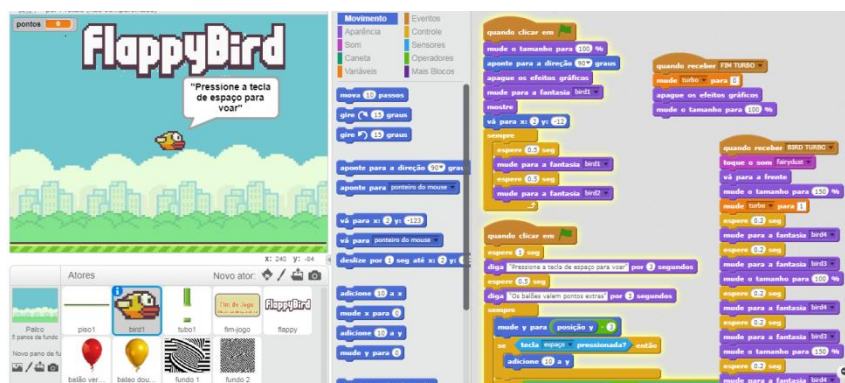 pontos 0
FlappyBird
"Pressione a tecla
de espaço para
voar"
x: 240 y: -84
Atores
Novo ator:
Palco
5 panos de fundo
Novo pano de fu
piso1
bird1
tubo1
fim-jogo
flappy
Fim de Jogo
FlappyBird
balão ver...
balao dou...
fundo 1
fundo 2
Movimento
Aparência
Som
Caneta
Variáveis
Eventos
Controle
Sensores
Operadores
Mais Blocos
mova 10 passos
gire 15 graus
gire 15 graus
aponte para a direção 90 grau
aponte para ponteiro do mouse
vá para x: 2 y: -123
vá para ponteiro do mouse
deslize por 1 seg até x: 2 y:
adicione 10 a x
mude x para 0
adicione 10 a y
mude y para 0
quando clicar em
mude o tamanho para 100 %
aponte para a direção 90 graus
apague os efeitos gráficos
mude para a fantasia bird1
mostre
vá para x: 2 y: -12
sempre
espere 0.5 seg
mude para a fantasia bird1
espere 0.5 seg
mude para a fantasia bird2
quando clicar em
espere 1 seg
diga "Pressione a tecla de espaço para voar" por 3 segundos
espere 0.5 seg
diga "Os balões valem pontos extras" por 3 segundos
sempre
mude y para posição y - 3
se tecla espaço pressionada? então
adicione 10 a y
quando receber FIM TURBO
mude turbo para 0
apague os efeitos gráficos
mude o tamanho para 100 %
quando receber BIRD TURBO
toque o som fairydust
vá para a frente
mude o tamanho para 150 %
mude turbo para 1
espere 0.2 seg
mude para a fantasia bird4
espere 0.2 seg
mude para a fantasia bird3
mude o tamanho para 100 %
espere 0.2 seg
mude para a fantasia bird4
espere 0.2 seg
mude para a fantasia bird3
mude o tamanho para 150 %
espere 0.2 seg
mude para a fantasia bird4